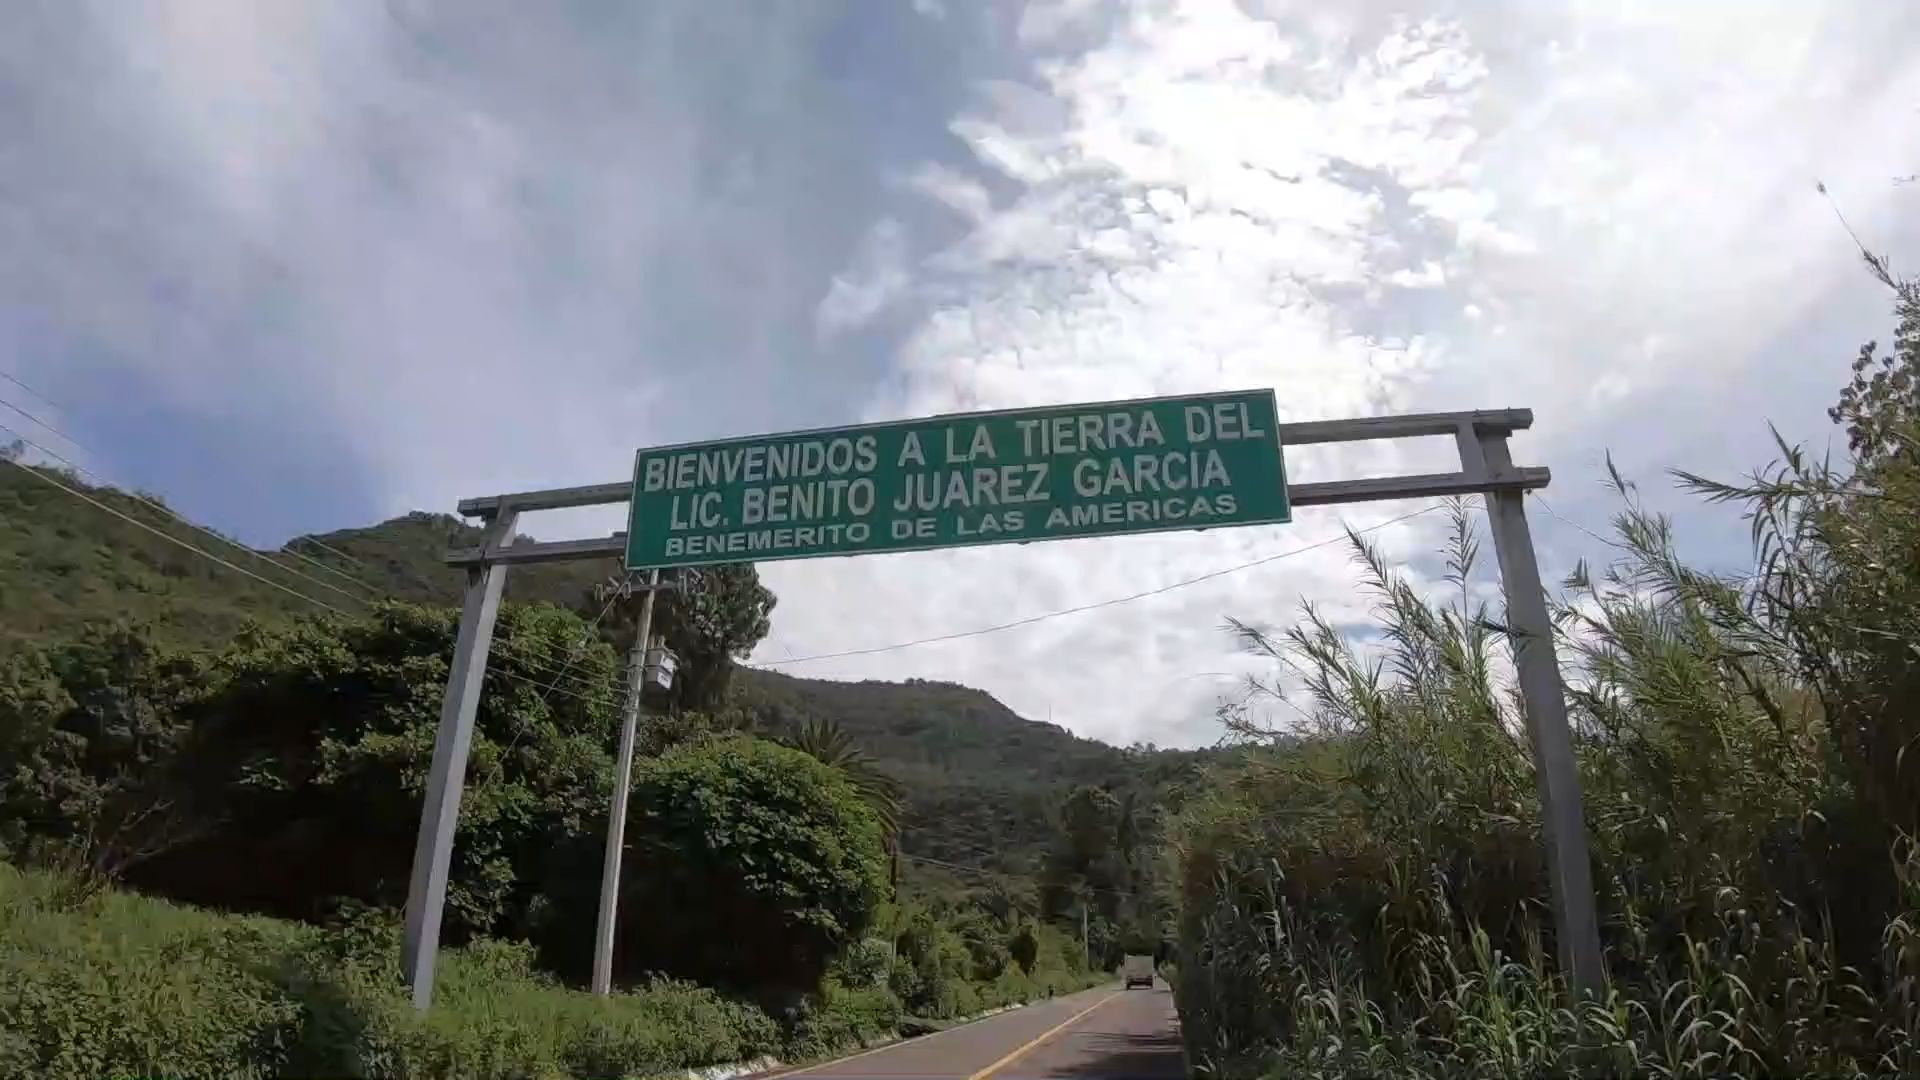 BIENVENIDOS A LA TIERRA DEL
LIC. BENITO JUAREZ GARCIA
BENEMERITO DE LAS AMERICAS